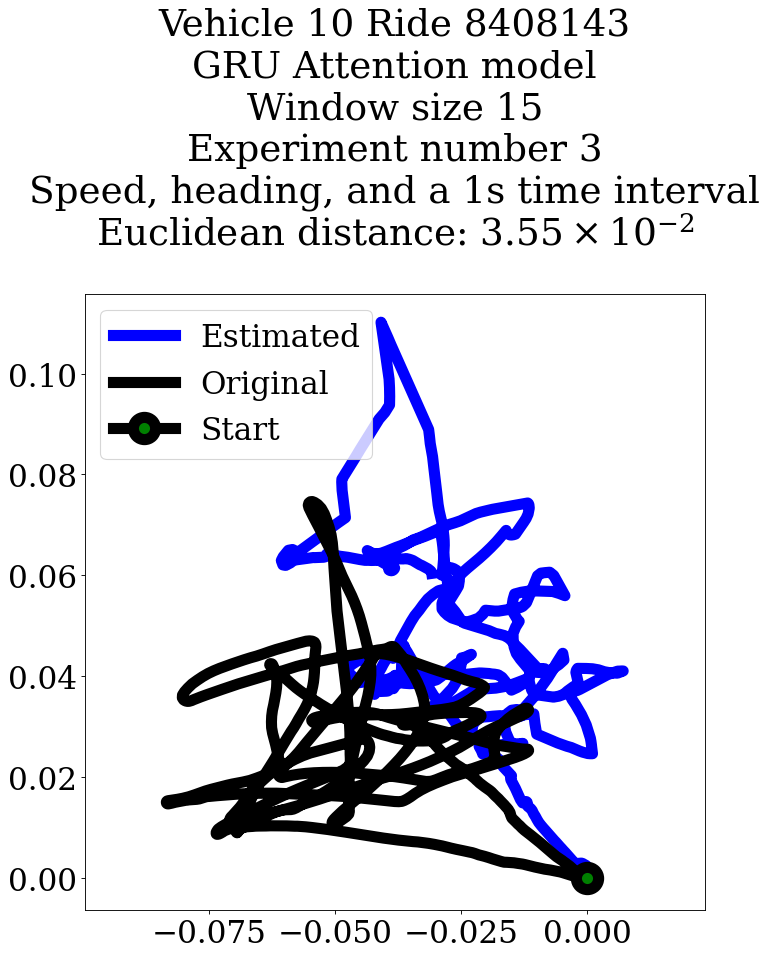 Vehicle 10 Ride 8408143
GRU Attention model
Window size 15
Experiment number 3
Speed, heading, and a 1s time interval
Euclidean distance: 3.55 × 10⁻²
Estimated
Original
Start
0.10
0.08
0.06
0.04
0.02
0.00
−0.075 −0.050 −0.025 0.000